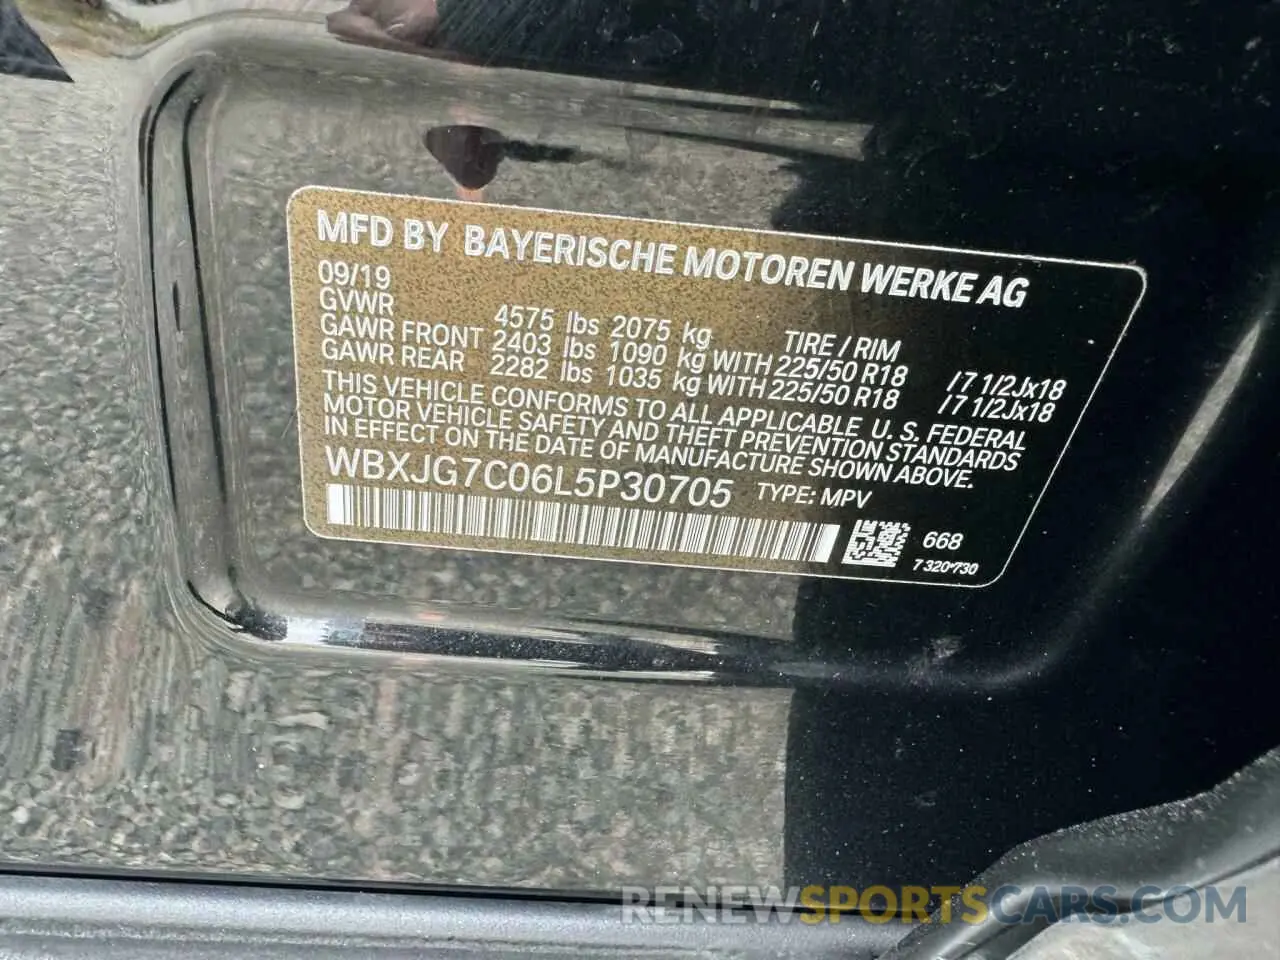 MFD BY BAYERISCHE MOTOREN WERKE AG
09/19
GVWR 4575 lbs 2075 kg TIRE / RIM
GAWR FRONT 2403 lbs 1090 kg WITH 225/50 R18 / 7 1/2Jx18
GAWR REAR 2282 lbs 1035 kg WITH 225/50 R18 / 7 1/2Jx18
THIS VEHICLE CONFORMS TO ALL APPLICABLE U. S. FEDERAL
MOTOR VEHICLE SAFETY AND THEFT PREVENTION STANDARDS
IN EFFECT ON THE DATE OF MANUFACTURE SHOWN ABOVE.
WBXJG7C06L5P30705 TYPE: MPV
668
7 320*730
RENEWSPORTSCARS.COM